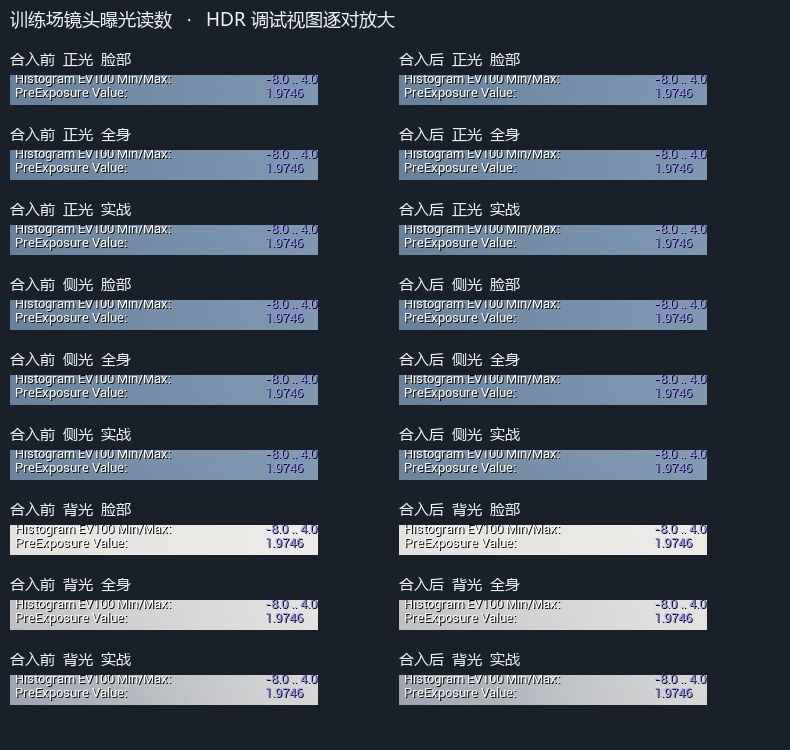 训练场镜头曝光读数 · HDR 调试视图逐对放大
合入前 正光 脸部 合入后 正光 脸部
Histogram EV100 Min/Max: -8.0 .. 4.0 Histogram EV100 Min/Max: -8.0 .. 4.0
PreExposure Value: 1.9746 PreExposure Value: 1.9746
合入前 正光 全身 合入后 正光 全身
Histogram EV100 Min/Max: -8.0 .. 4.0 Histogram EV100 Min/Max: -8.0 .. 4.0
PreExposure Value: 1.9746 PreExposure Value: 1.9746
合入前 正光 实战 合入后 正光 实战
Histogram EV100 Min/Max: -8.0 .. 4.0 Histogram EV100 Min/Max: -8.0 .. 4.0
PreExposure Value: 1.9746 PreExposure Value: 1.9746
合入前 侧光 脸部 合入后 侧光 脸部
Histogram EV100 Min/Max: -8.0 .. 4.0 Histogram EV100 Min/Max: -8.0 .. 4.0
PreExposure Value: 1.9746 PreExposure Value: 1.9746
合入前 侧光 全身 合入后 侧光 全身
Histogram EV100 Min/Max: -8.0 .. 4.0 Histogram EV100 Min/Max: -8.0 .. 4.0
PreExposure Value: 1.9746 PreExposure Value: 1.9746
合入前 侧光 实战 合入后 侧光 实战
Histogram EV100 Min/Max: -8.0 .. 4.0 Histogram EV100 Min/Max: -8.0 .. 4.0
PreExposure Value: 1.9746 PreExposure Value: 1.9746
合入前 背光 脸部 合入后 背光 脸部
Histogram EV100 Min/Max: -8.0 .. 4.0 Histogram EV100 Min/Max: -8.0 .. 4.0
PreExposure Value: 1.9746 PreExposure Value: 1.9746
合入前 背光 全身 合入后 背光 全身
Histogram EV100 Min/Max: -8.0 .. 4.0 Histogram EV100 Min/Max: -8.0 .. 4.0
PreExposure Value: 1.9746 PreExposure Value: 1.9746
合入前 背光 实战 合入后 背光 实战
Histogram EV100 Min/Max: -8.0 .. 4.0 Histogram EV100 Min/Max: -8.0 .. 4.0
PreExposure Value: 1.9746 PreExposure Value: 1.9746